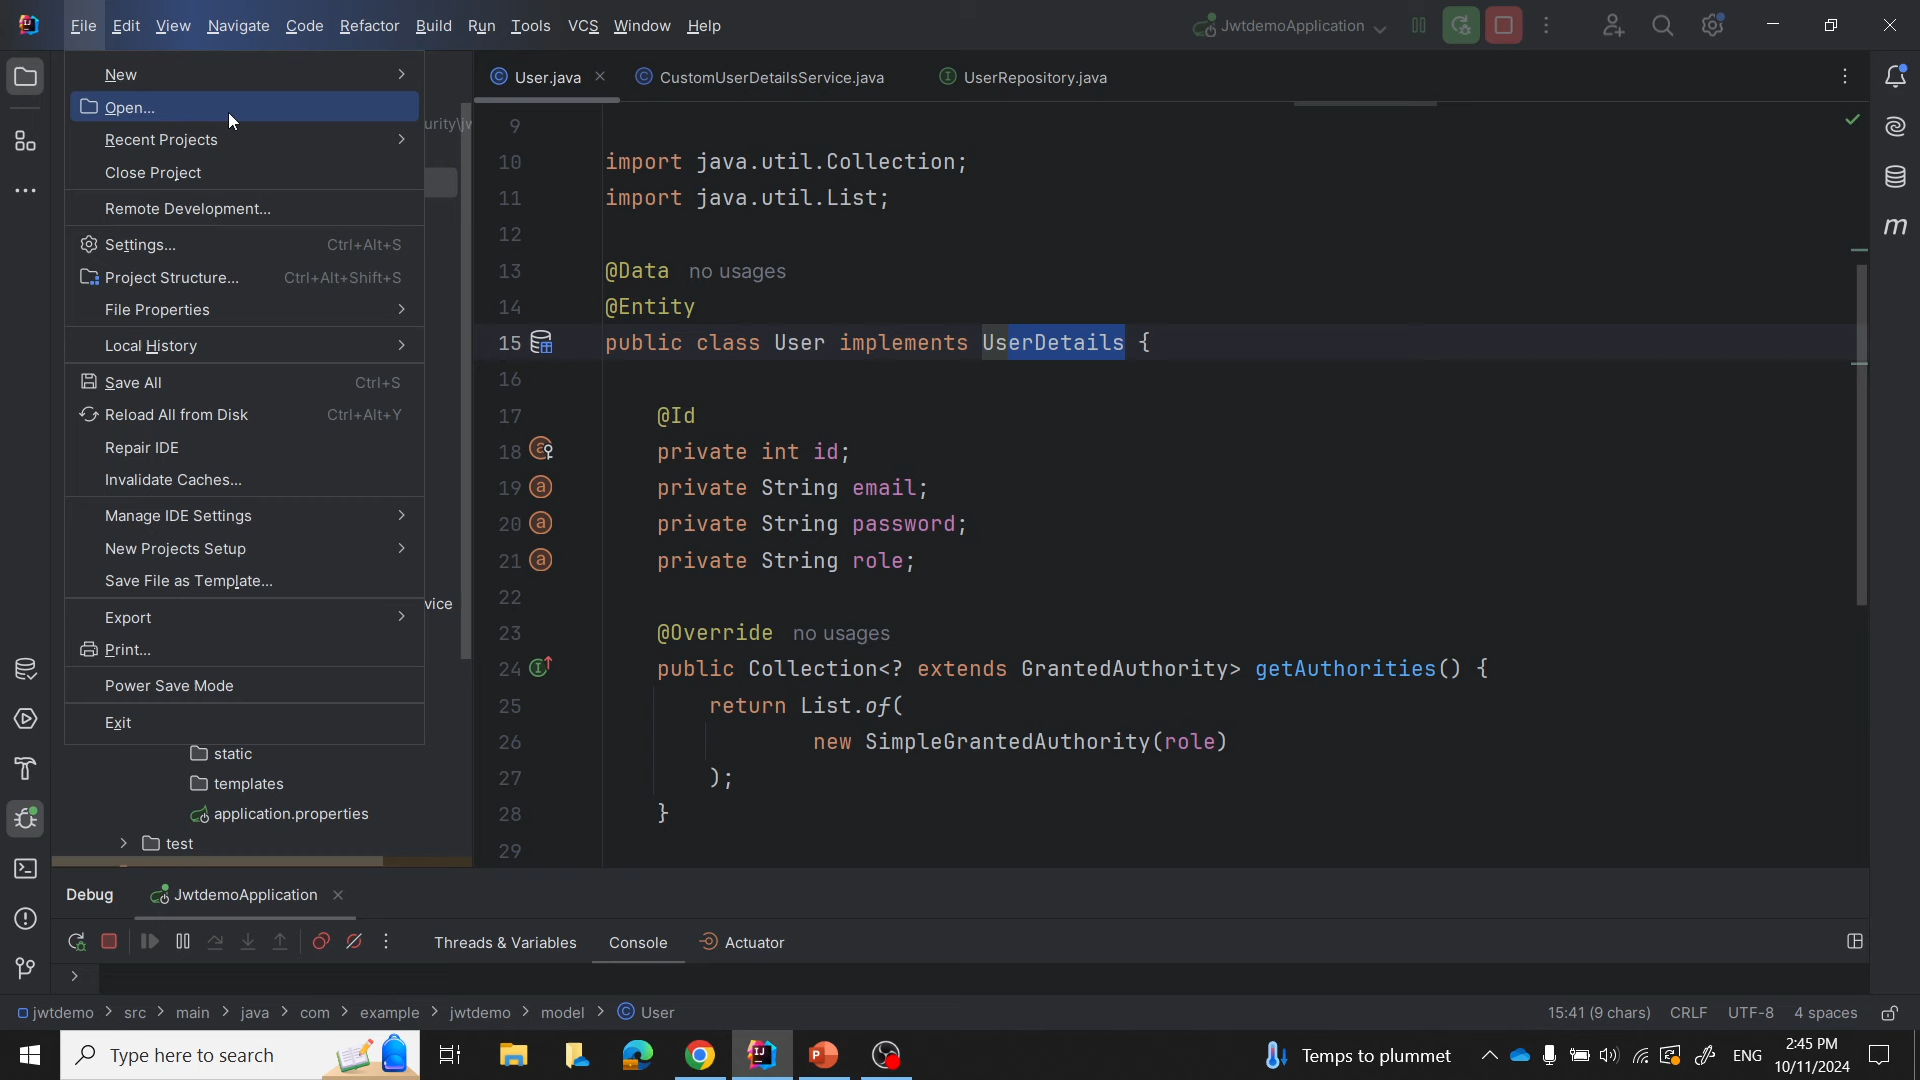 File Edit View Navigate Code Refactor Build Run Tools VCS Window Help JwtdemoApplication
New
Open...
Recent Projects
Close Project
Remote Development...
Settings... Ctrl+Alt+S
Project Structure... Ctrl+Alt+Shift+S
File Properties
Local History
Save All Ctrl+S
Reload All from Disk Ctrl+Alt+Y
Repair IDE
Invalidate Caches...
Manage IDE Settings
New Projects Setup
Save File as Template...
Export
Print...
Power Save Mode
Exit
urity\jw
vice
static
templates
application.properties
test
User.java CustomUserDetailsService.java UserRepository.java
9
10 import java.util.Collection;
11 import java.util.List;
12
13 @Data no usages
14 @Entity
15 public class User implements UserDetails {
16
17 @Id
18 private int id;
19 private String email;
20 private String password;
21 private String role;
22
23 @Override no usages
24 public Collection<? extends GrantedAuthority> getAuthorities() {
25 return List.of(
26 new SimpleGrantedAuthority(role)
27 );
28 }
29
Debug JwtdemoApplication
Threads & Variables Console Actuator
jwtdemo > src > main > java > com > example > jwtdemo > model > User 15:41 (9 chars) CRLF UTF-8 4 spaces
Type here to search Temps to plummet ENG 2:45 PM
10/11/2024